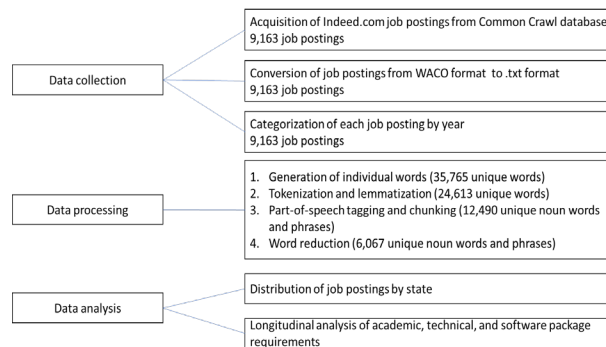 Data collection
Acquisition of Indeed.com job postings from Common Crawl database
9,163 job postings
Conversion of job postings from WACO format to .txt format
9,163 job postings
Categorization of each job posting by year
9,163 job postings
Data processing
1. Generation of individual words (35,765 unique words)
2. Tokenization and lemmatization (24,613 unique words)
3. Part-of-speech tagging and chunking (12,490 unique noun words
and phrases)
4. Word reduction (6,067 unique noun words and phrases)
Data analysis
Distribution of job postings by state
Longitudinal analysis of academic, technical, and software package
requirements